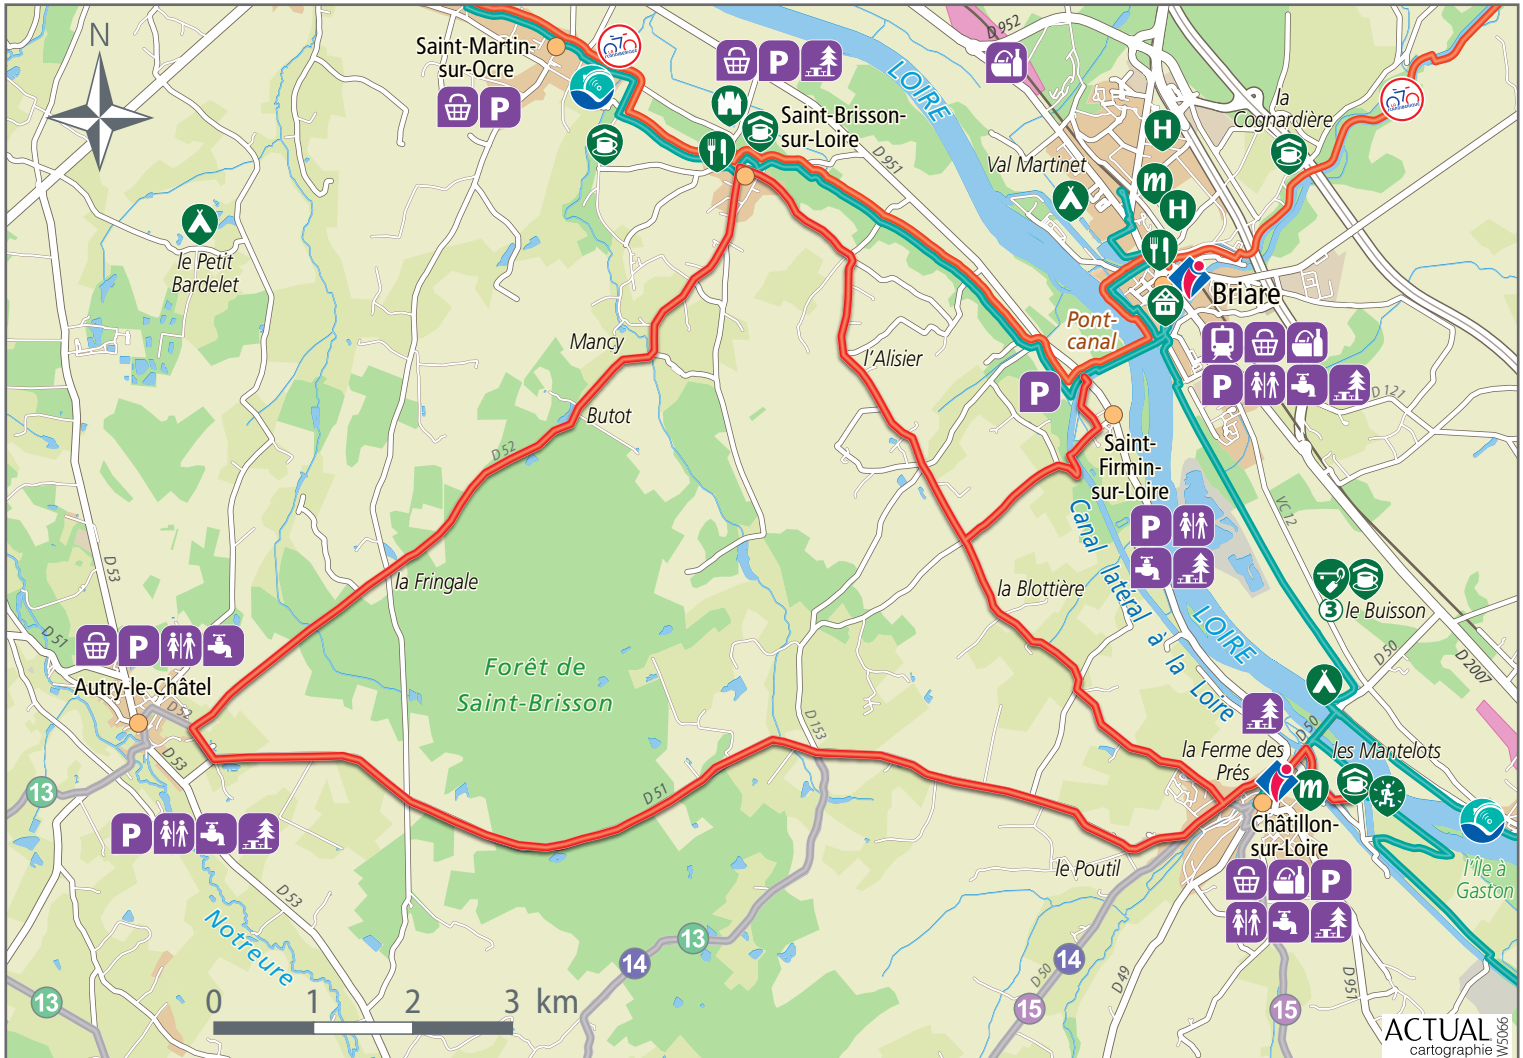 N
Saint-Martin-
sur-Ocre
P
P
Saint-Brisson-
sur-Loire
D 951
LOIRE
D 952
la
Cognardière
Val Martinet
H
m
H
le Petit
Bardelet
Briare
Pont-
canal
P
P
D 121
Mancy
l'Alisier
Butot
D 52
Saint-
Firmin-
sur-Loire
P
Canal latéral à la Loire
VC 12
la Fringale
la Blottière
LOIRE
3 le Buisson
D 50
D 2007
D 53
D 51
P
Autry-le-Châtel
D 52
D 53
Forêt de
Saint-Brisson
D 153
D 50
la Ferme des
Prés
les Mantelots
m
13
D 51
P
Châtillon-
sur-Loire
P
le Poutil
l'Île à
Gaston
D 53
Notreure
13
14
14
D 50
D 49
D 951
13
15
15
0 1 2 3 km
ACTUAL
cartographie
W5066